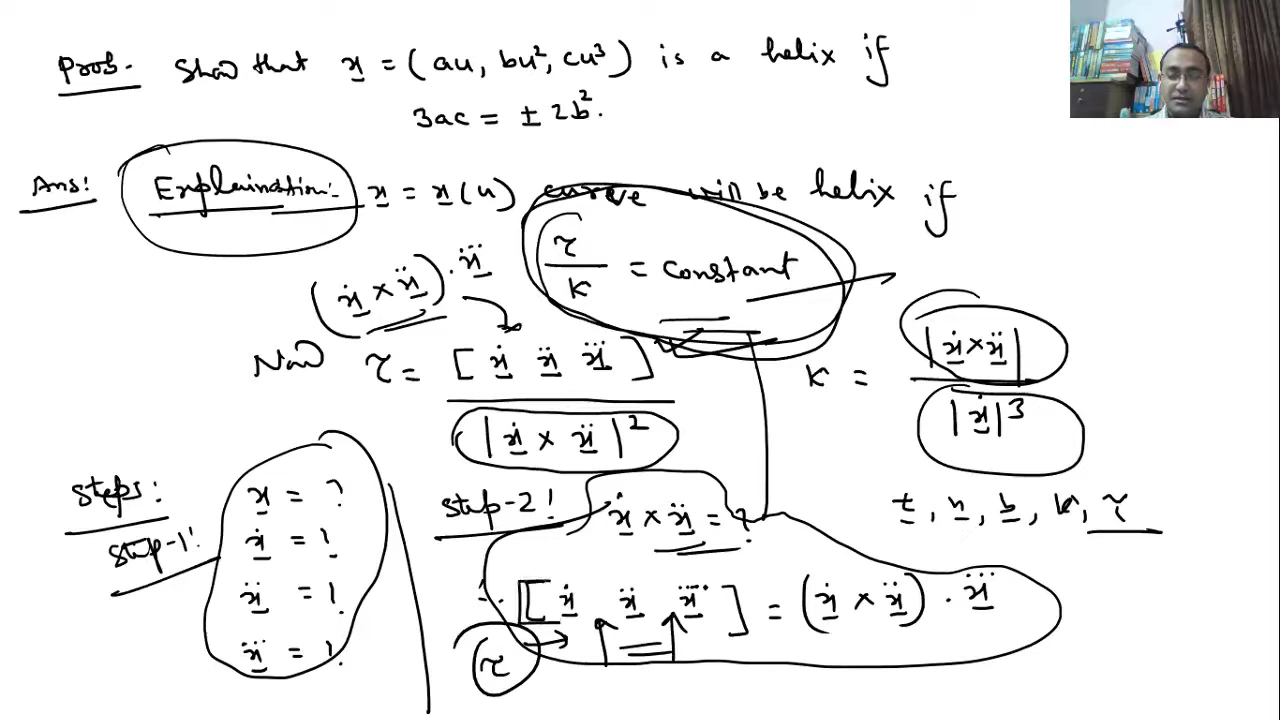 Prob. Show that x = (au, bu², cu³) is a helix if
3ac = ± 2b².
Ans: Explaination: x = x(u) curve will be helix if
τ/κ = constant
(ẋ × ẍ) · x⃛
Now τ = [ẋ ẍ x⃛] / |ẋ × ẍ|² κ = |ẋ × ẍ| / |ẋ|³
Steps: step-2: ẋ × ẍ = ? t, n, b, κ, τ
step-1: x = ?
ẋ = ?
ẍ = ?
x⃛ = ?
∴ [ẋ ẍ x⃛] = (ẋ × ẍ) · x⃛
τ